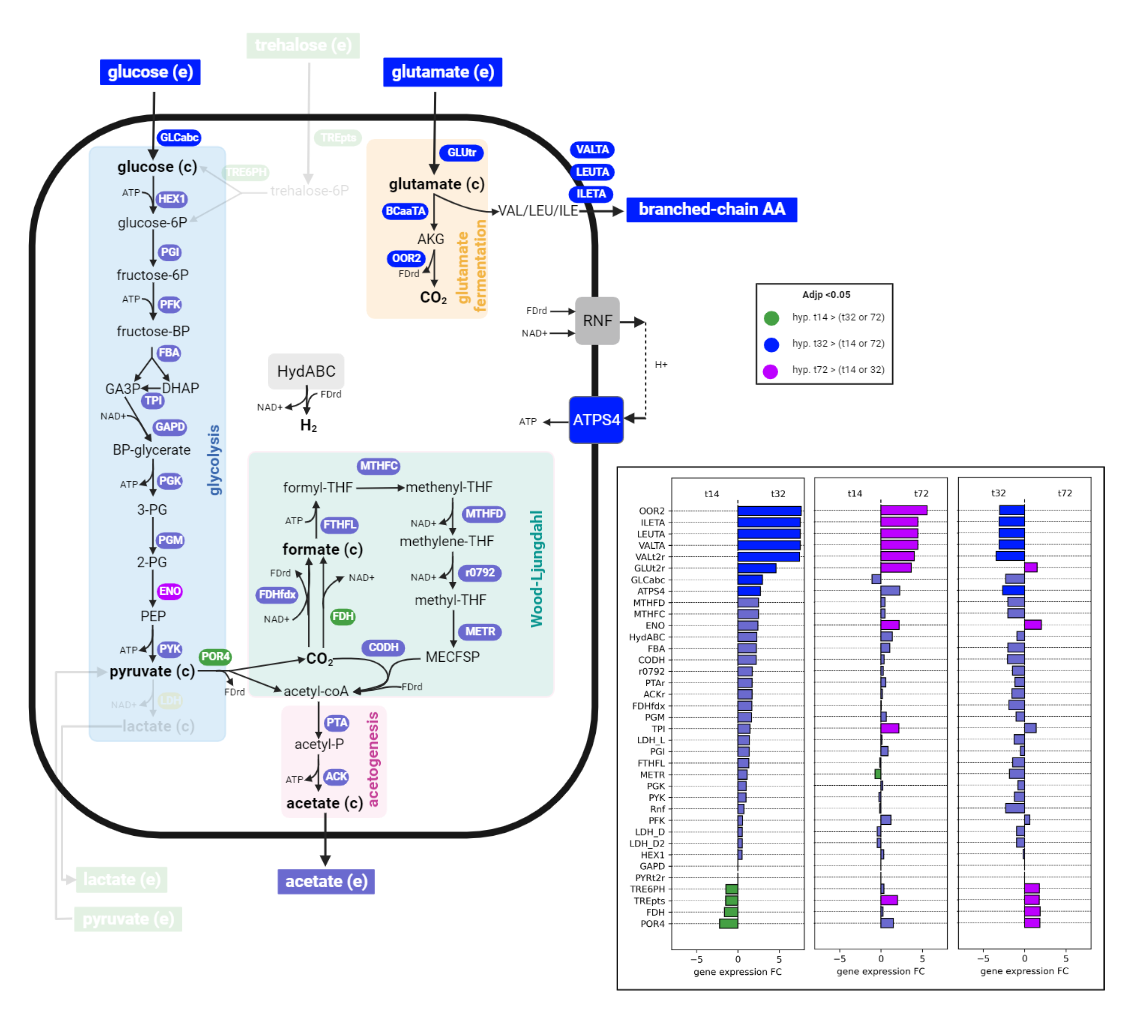 trehalose (e)
glucose (e)
glutamate (e)
GLCabc
TREpts
VALTA
GLUtr
LEUTA
glucose (c)
TRE6PH
glutamate (c)
ILETA
ATP
HEX1
trehalose-6P
BCaaTA
VAL/LEU/ILE
branched-chain AA
glucose-6P
AKG
PGI
OOR2
FDrd
glutamate
fermentation
fructose-6P
CO₂
ATP
PFK
fructose-BP
FDrd
RNF
NAD+
FBA
HydABC
H+
GA3P
DHAP
TPI
NAD+
FDrd
H₂
NAD+
GAPD
ATP
ATPS4
BP-glycerate
glycolysis
ATP
PGK
3-PG
PGM
2-PG
ENO
PEP
ATP
PYK
pyruvate (c)
POR4
FDrd
NAD+
LDH
lactate (c)
MTHFC
formyl-THF
methenyl-THF
ATP
FTHFL
NAD+
MTHFD
formate (c)
methylene-THF
FDrd
NAD+
NAD+
r0792
FDHfdx
methyl-THF
NAD+
FDH
METR
CODH
CO₂
MECFSP
acetyl-coA
FDrd
Wood-Ljungdahl
PTA
acetyl-P
ATP
ACK
acetate (c)
acetogenesis
lactate (e)
acetate (e)
pyruvate (e)
Adjp <0.05
hyp. t14 > (t32 or 72)
hyp. t32 > (t14 or 72)
hyp. t72 > (t14 or 32)
t14 t32 t14 t72 t32 t72
OOR2
ILETA
LEUTA
VALTA
VALt2r
GLUt2r
GLCabc
ATPS4
MTHFD
MTHFC
ENO
HydABC
FBA
CODH
r0792
PTAr
ACKr
FDHfdx
PGM
TPI
LDH_L
PGI
FTHFL
METR
PGK
PYK
Rnf
PFK
LDH_D
LDH_D2
HEX1
GAPD
PYRt2r
TRE6PH
TREpts
FDH
POR4
−5 0 5 −5 0 5 −5 0 5
gene expression FC gene expression FC gene expression FC